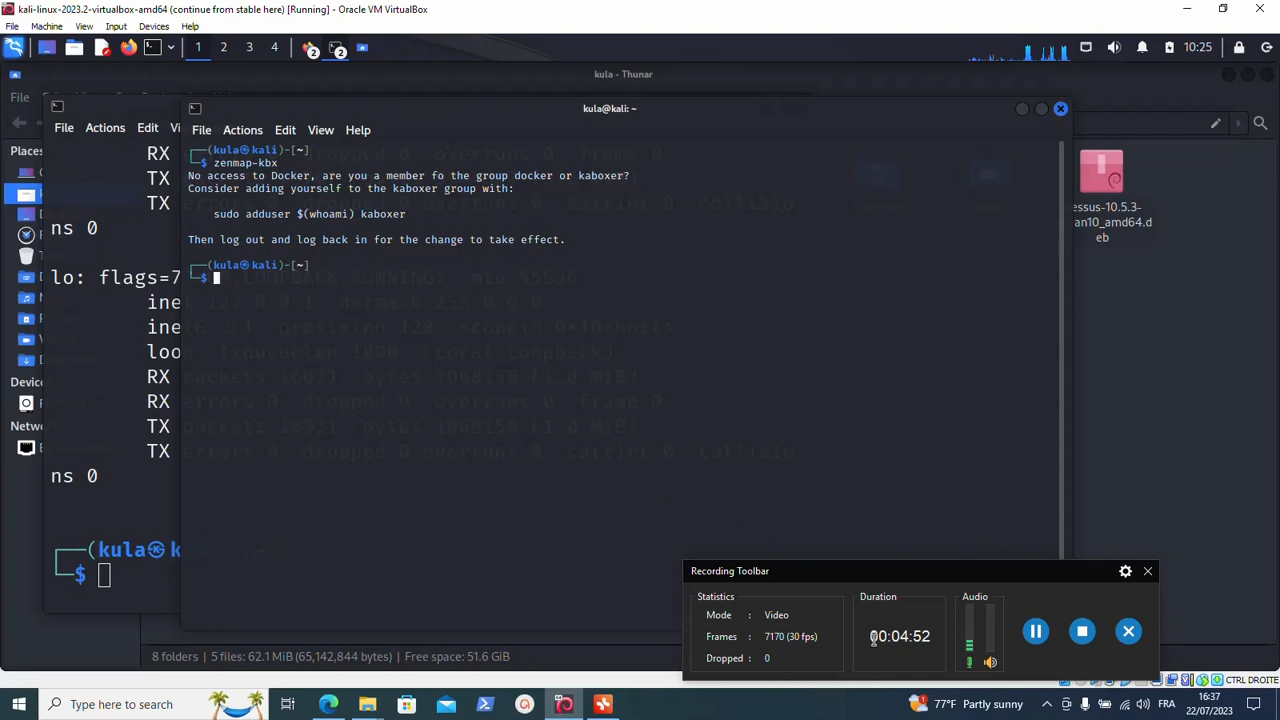 kali-linux-2023.2-virtualbox-amd64 (continue from stable here) [Running] - Oracle VM VirtualBox
File Machine View Input Devices Help
1 2 3 4 2 2 10:25
kula - Thunar
File
kula@kali: ~
File Actions Edit Vi
File Actions Edit View Help
Places
RX
TX
TX
ns 0
lo: flags=7
ine
ine
loo
RX
RX
TX
TX
ns 0
(kula㉿k
$
Devices
Network
(kula㉿kali)-[~]
$ zenmap-kbx
No access to Docker, are you a member fo the group docker or kaboxer?
Consider adding yourself to the kaboxer group with:
sudo adduser $(whoami) kaboxer
Then log out and log back in for the change to take effect.
(kula㉿kali)-[~]
$
essus-10.5.3-
an10_amd64.d
eb
8 folders | 5 files: 62.1 MiB (65,142,844 bytes) | Free space: 51.6 GiB
Recording Toolbar
Statistics
Mode : Video
Frames : 7170 (30 fps)
Dropped : 0
Duration
00:04:52
Audio
CTRL DROITE
Type here to search
77°F Partly sunny
FRA
16:37
22/07/2023